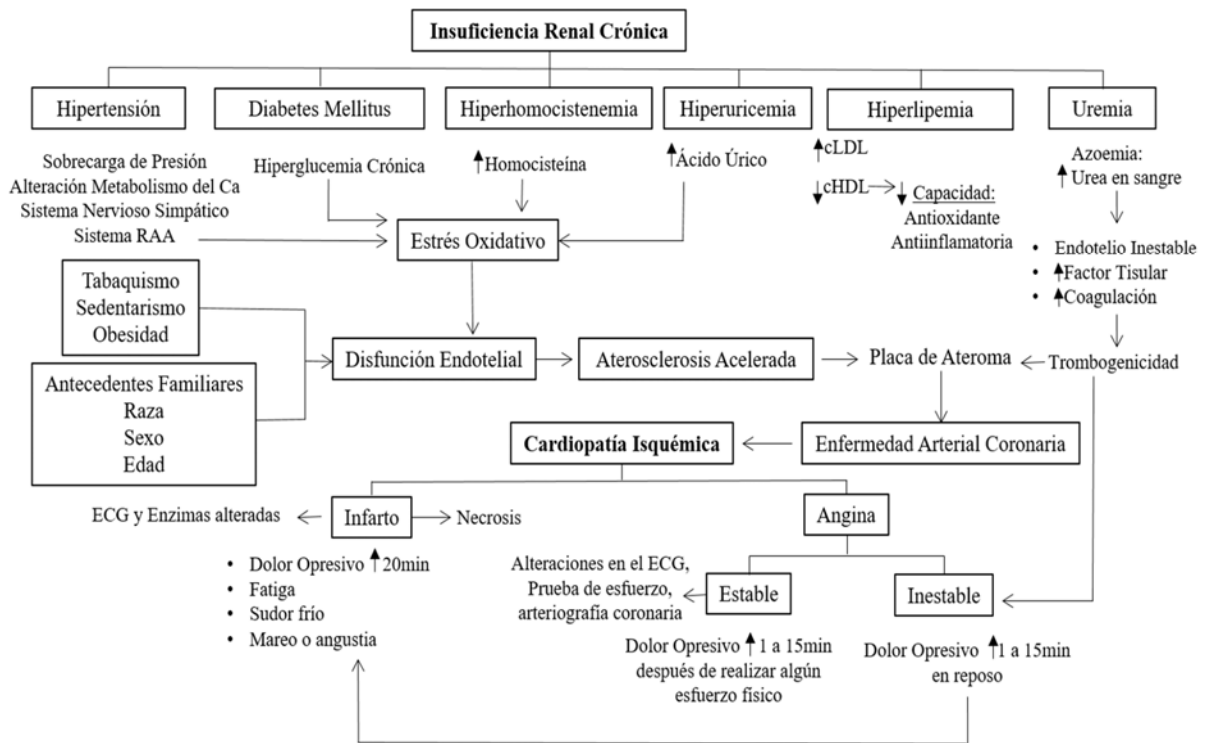 Insuficiencia Renal Crónica
Hipertensión
Diabetes Mellitus
Hiperhomocistenemia
Hiperuricemia
Hiperlipemia
Uremia
Sobrecarga de Presión
Alteración Metabolismo del Ca
Sistema Nervioso Simpático
Sistema RAA
Hiperglucemia Crónica
↑Homocisteína
↑Ácido Úrico
↑cLDL
↓cHDL → ↓ Capacidad:
Antioxidante
Antiinflamatoria
Azoemia:
↑ Urea en sangre
Estrés Oxidativo
• Endotelio Inestable
• ↑Factor Tisular
• ↑Coagulación
Tabaquismo
Sedentarismo
Obesidad
Antecedentes Familiares
Raza
Sexo
Edad
Disfunción Endotelial
Aterosclerosis Acelerada
Placa de Ateroma
Trombogenicidad
Cardiopatía Isquémica
Enfermedad Arterial Coronaria
ECG y Enzimas alteradas
Infarto
Necrosis
Angina
• Dolor Opresivo ↑20min
• Fatiga
• Sudor frío
• Mareo o angustia
Alteraciones en el ECG,
Prueba de esfuerzo,
arteriografía coronaria
Estable
Inestable
Dolor Opresivo ↑1 a 15min
después de realizar algún
esfuerzo físico
Dolor Opresivo ↑1 a 15min
en reposo